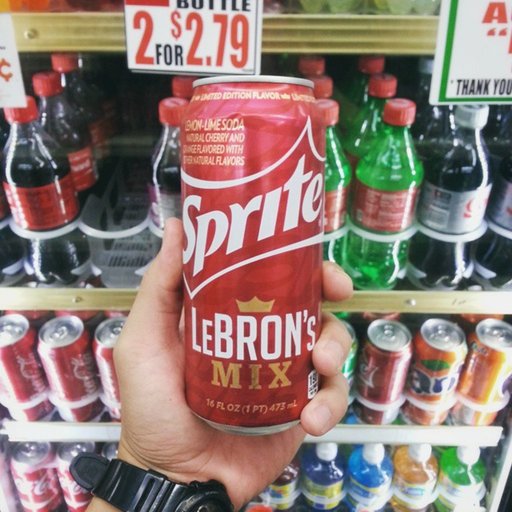 BOTTLE
2 FOR $2.79
¢
THANK YOU
LIMITED EDITION FLAVOR
LEMON-LIME SODA
NATURAL CHERRY AND
ORANGE FLAVORED WITH
OTHER NATURAL FLAVORS
Sprite
LEBRON'S
MIX
16 FL OZ (1 PT) 473 mL